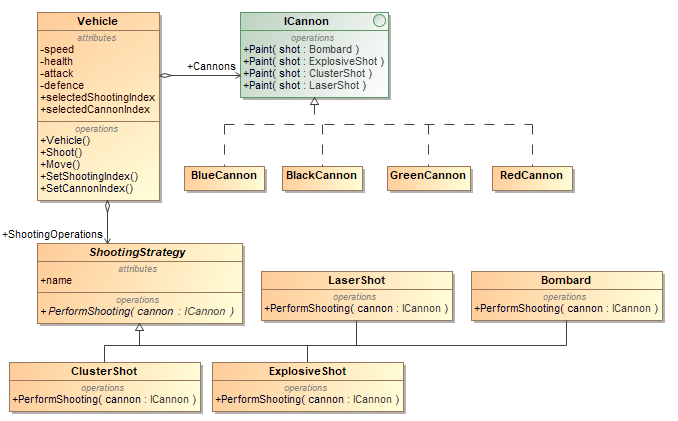 Vehicle
attributes
-speed
-health
-attack
-defence
+selectedShootingIndex
+selectedCannonIndex
operations
+Vehicle()
+Shoot()
+Move()
+SetShootingIndex()
+SetCannonIndex()
+Cannons
ICannon
operations
+Paint( shot : Bombard )
+Paint( shot : ExplosiveShot )
+Paint( shot : ClusterShot )
+Paint( shot : LaserShot )
BlueCannon
BlackCannon
GreenCannon
RedCannon
+ShootingOperations
ShootingStrategy
attributes
+name
operations
+ PerformShooting( cannon : ICannon )
LaserShot
operations
+PerformShooting( cannon : ICannon )
Bombard
operations
+PerformShooting( cannon : ICannon )
ClusterShot
operations
+PerformShooting( cannon : ICannon )
ExplosiveShot
operations
+PerformShooting( cannon : ICannon )